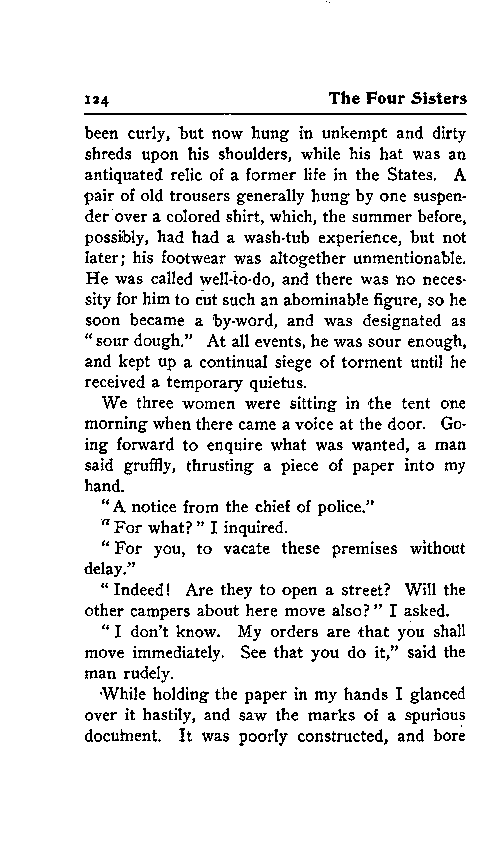 124 The Four Sisters
been curly, but now hung in unkempt and dirty
shreds upon his shoulders, while his hat was an
antiquated relic of a former life in the States. A
pair of old trousers generally hung by one suspen-
der over a colored shirt, which, the summer before,
possibly, had had a wash-tub experience, but not
later; his footwear was altogether unmentionable.
He was called well-to-do, and there was no neces-
sity for him to cut such an abominable figure, so he
soon became a by-word, and was designated as
"sour dough." At all events, he was sour enough,
and kept up a continual siege of torment until he
received a temporary quietus.
We three women were sitting in the tent one
morning when there came a voice at the door. Go-
ing forward to enquire what was wanted, a man
said gruffly, thrusting a piece of paper into my
hand.
"A notice from the chief of police."
"For what?" I inquired.
"For you, to vacate these premises without
delay."
"Indeed! Are they to open a street? Will the
other campers about here move also?" I asked.
"I don't know. My orders are that you shall
move immediately. See that you do it," said the
man rudely.
While holding the paper in my hands I glanced
over it hastily, and saw the marks of a spurious
document. It was poorly constructed, and bore